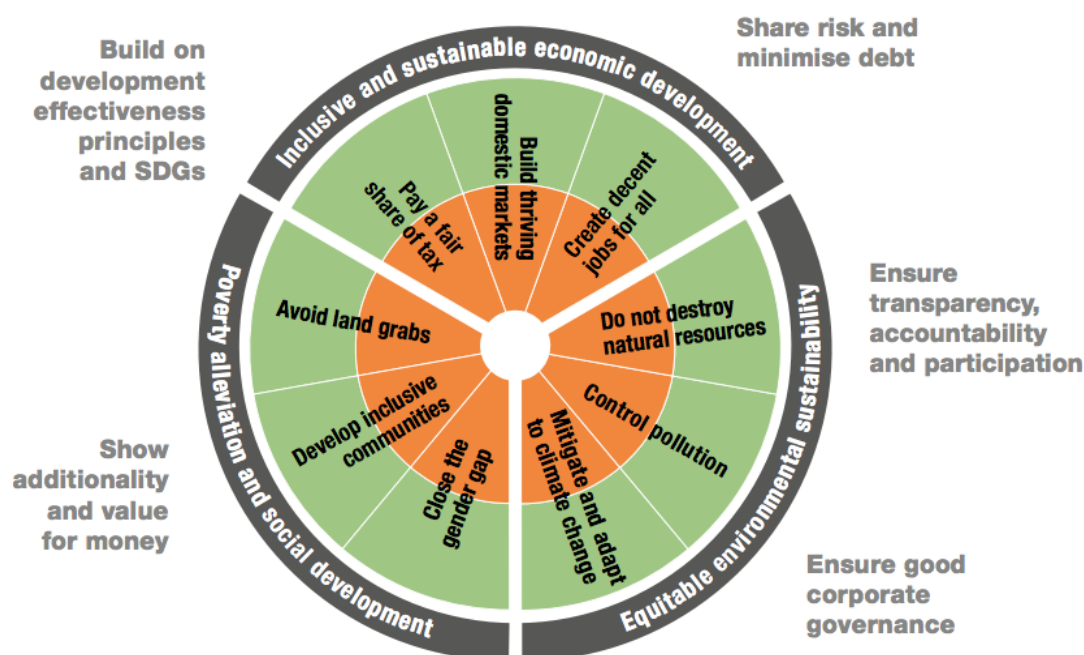 Build on
development
effectiveness
principles
and SDGs
Share risk and
minimise debt
Inclusive and sustainable economic development
Pay a fair
share of tax
Build thriving
domestic markets
Create decent
jobs for all
Ensure
transparency,
accountability
and participation
Equitable environmental sustainability
Do not destroy
natural resources
Control pollution
Mitigate and adapt
to climate change
Ensure good
corporate
governance
Poverty alleviation and social development
Avoid land grabs
Develop inclusive
communities
Close the
gender gap
Show
additionality
and value
for money